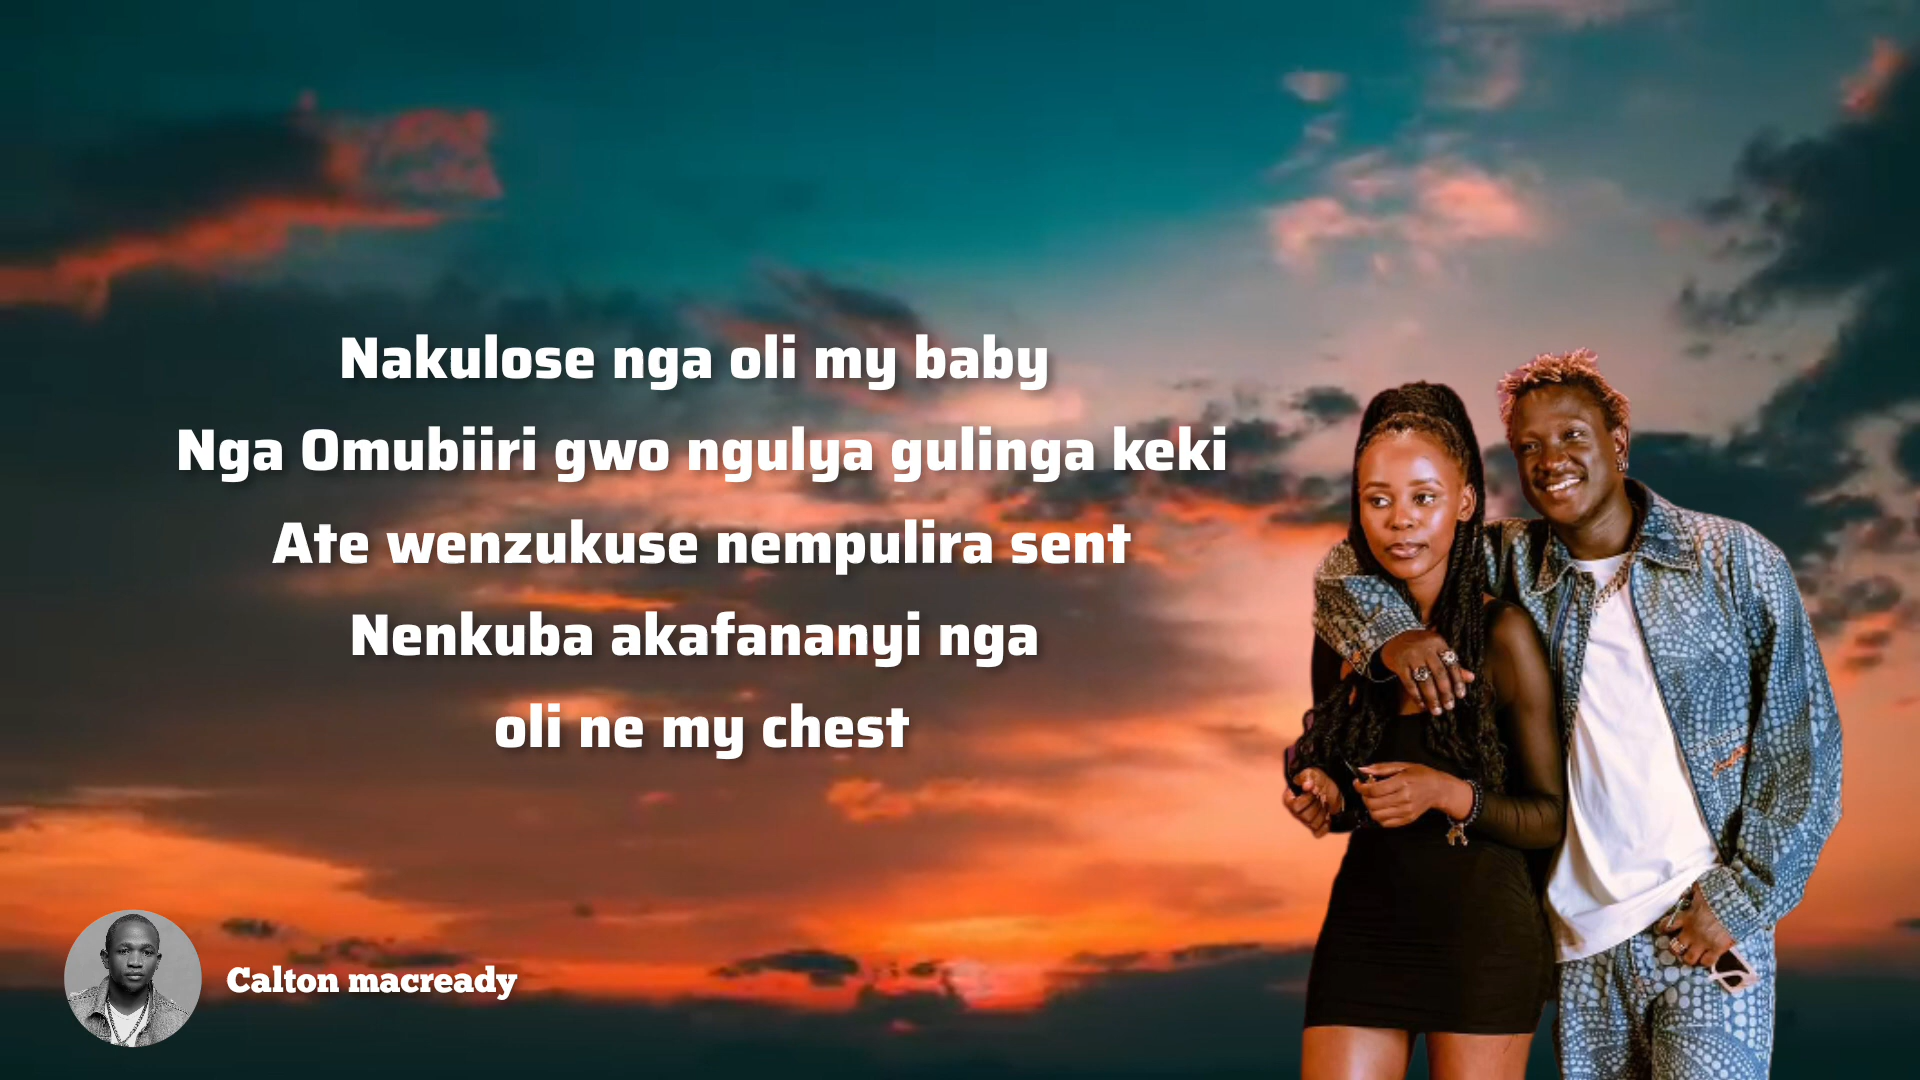 Nakulose nga oli my baby
Nga Omubiiri gwo ngulya gulinga keki
Ate wenzukuse nempulira sent
Nenkuba akafananyi nga
oli ne my chest
Calton macready